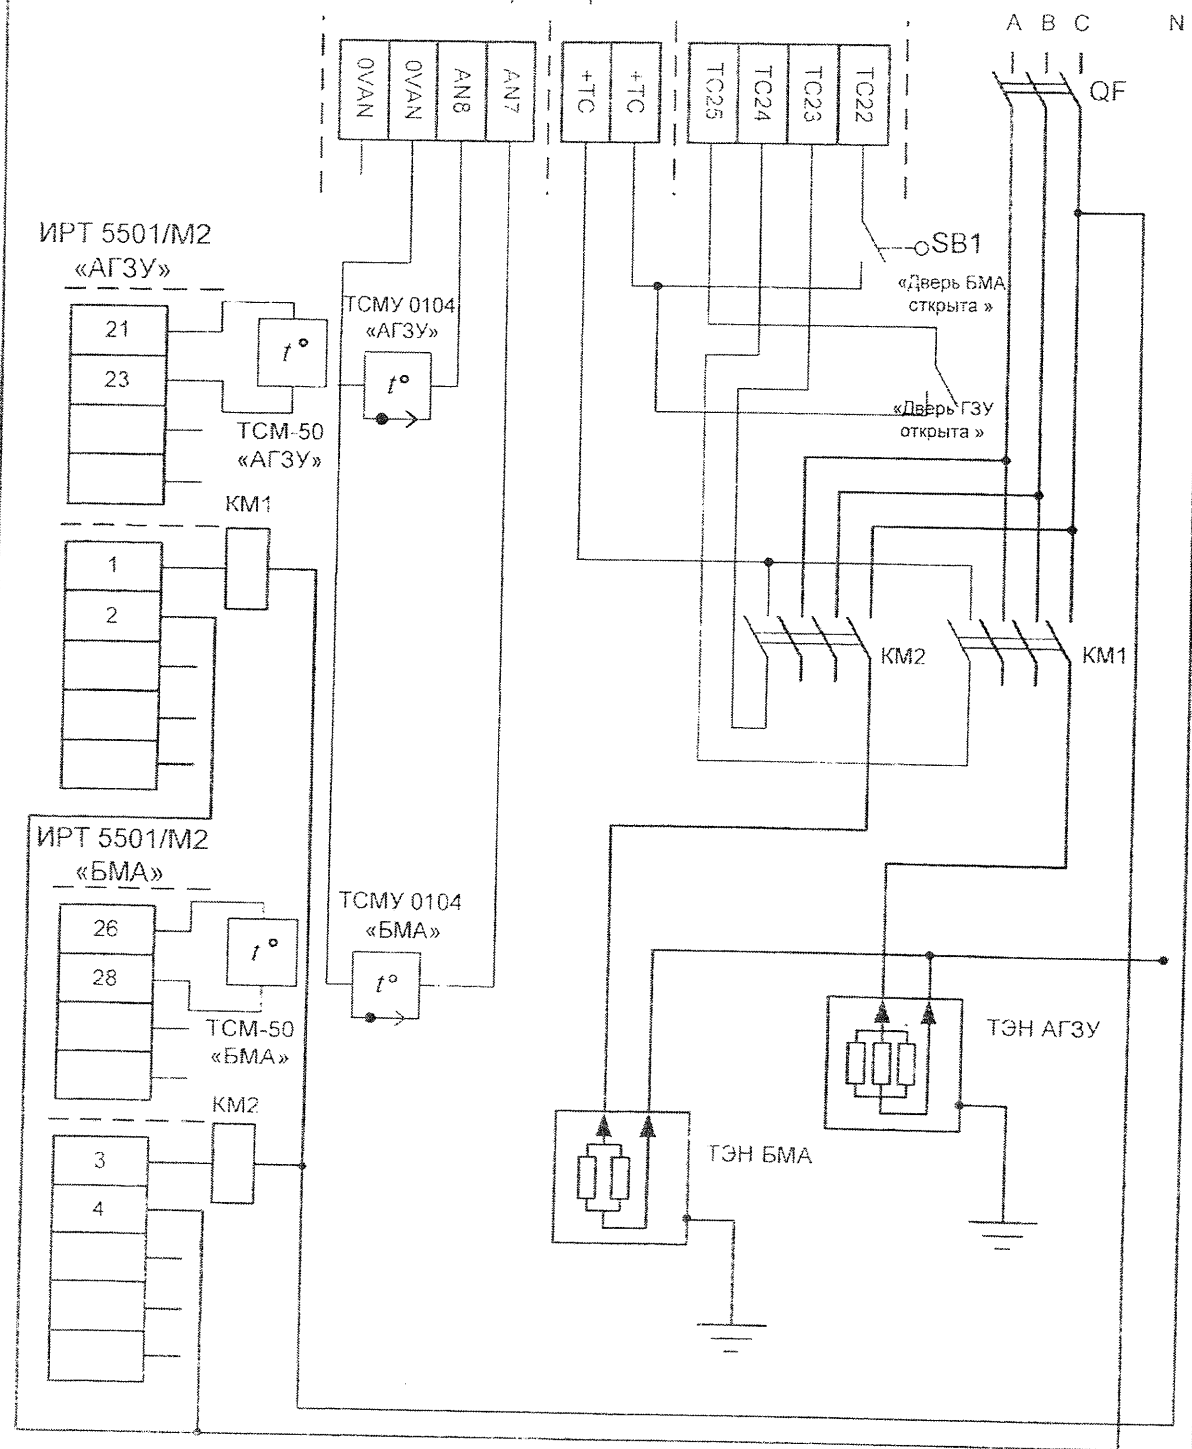 A B C N
0VAN
0VAN
AN8
AN7
+TC
+TC
TC25
TC24
TC23
TC22
QF
ИРТ 5501/М2
«АГЗУ»
21
23
t°
ТСМ-50
«АГЗУ»
ТСМУ 0104
«АГЗУ»
t°
SB1
«Дверь БМА
открыта »
«Дверь ГЗУ
открыта »
КМ1
1
2
КМ2
КМ1
ИРТ 5501/М2
«БМА»
26
28
t°
ТСМ-50
«БМА»
ТСМУ 0104
«БМА»
t°
ТЭН АГЗУ
ТЭН БМА
КМ2
3
4